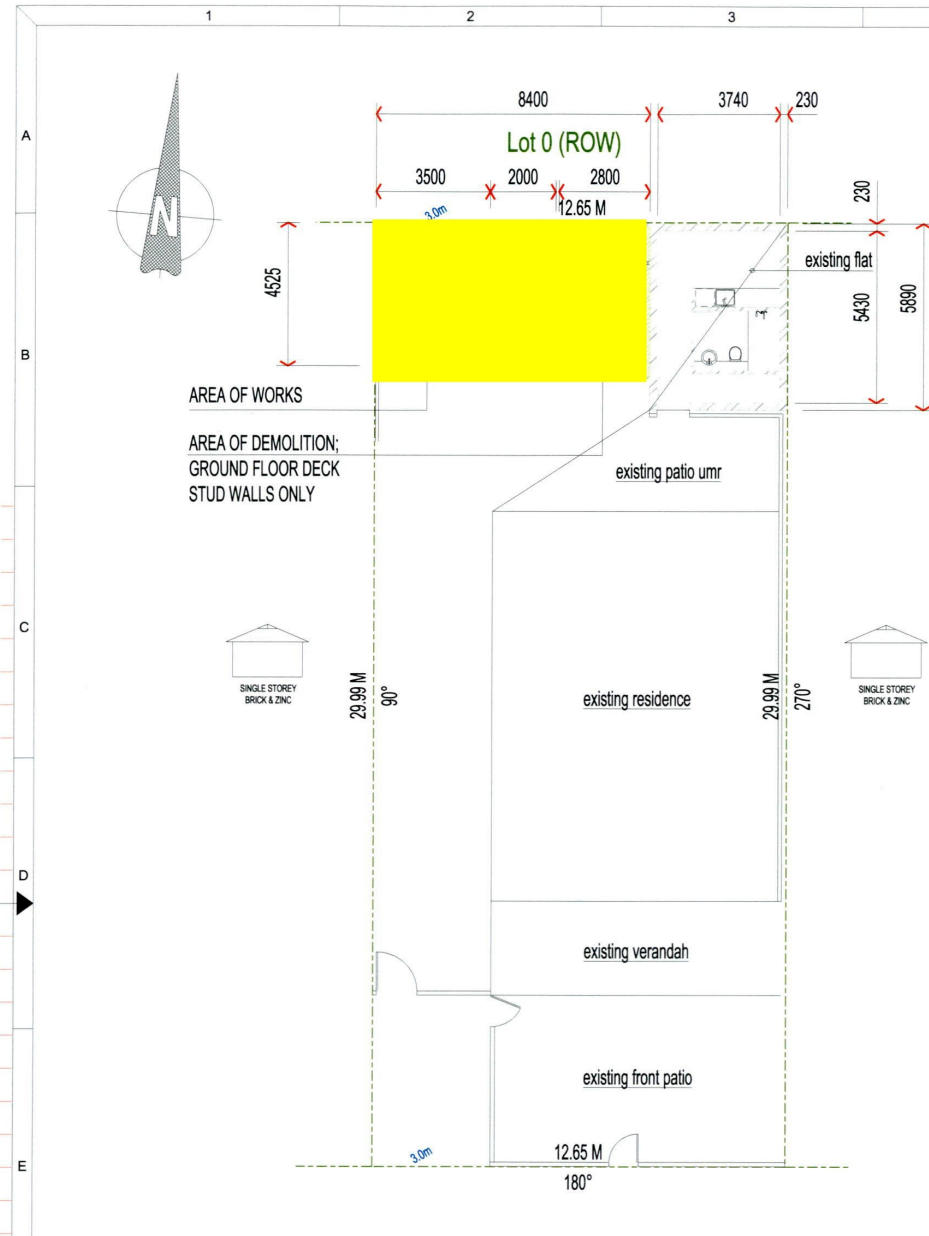 1 2 3
A
B
C
D
E
N
8400 3740 230
Lot 0 (ROW)
3500 2000 2800
230
3.0m
12.65 M
4525
existing flat
5430
5890
AREA OF WORKS
AREA OF DEMOLITION;
GROUND FLOOR DECK
STUD WALLS ONLY
existing patio umr
SINGLE STOREY
BRICK & ZINC
29.99 M
90°
existing residence
29.99 M
270°
SINGLE STOREY
BRICK & ZINC
existing verandah
existing front patio
3.0m
12.65 M
180°